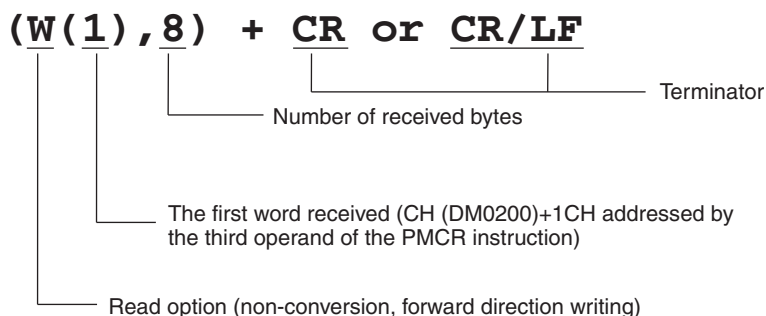 (W(1),8) + CR or CR/LF
Terminator
Number of received bytes
The first word received (CH (DM0200)+1CH addressed by
the third operand of the PMCR instruction)
Read option (non-conversion, forward direction writing)